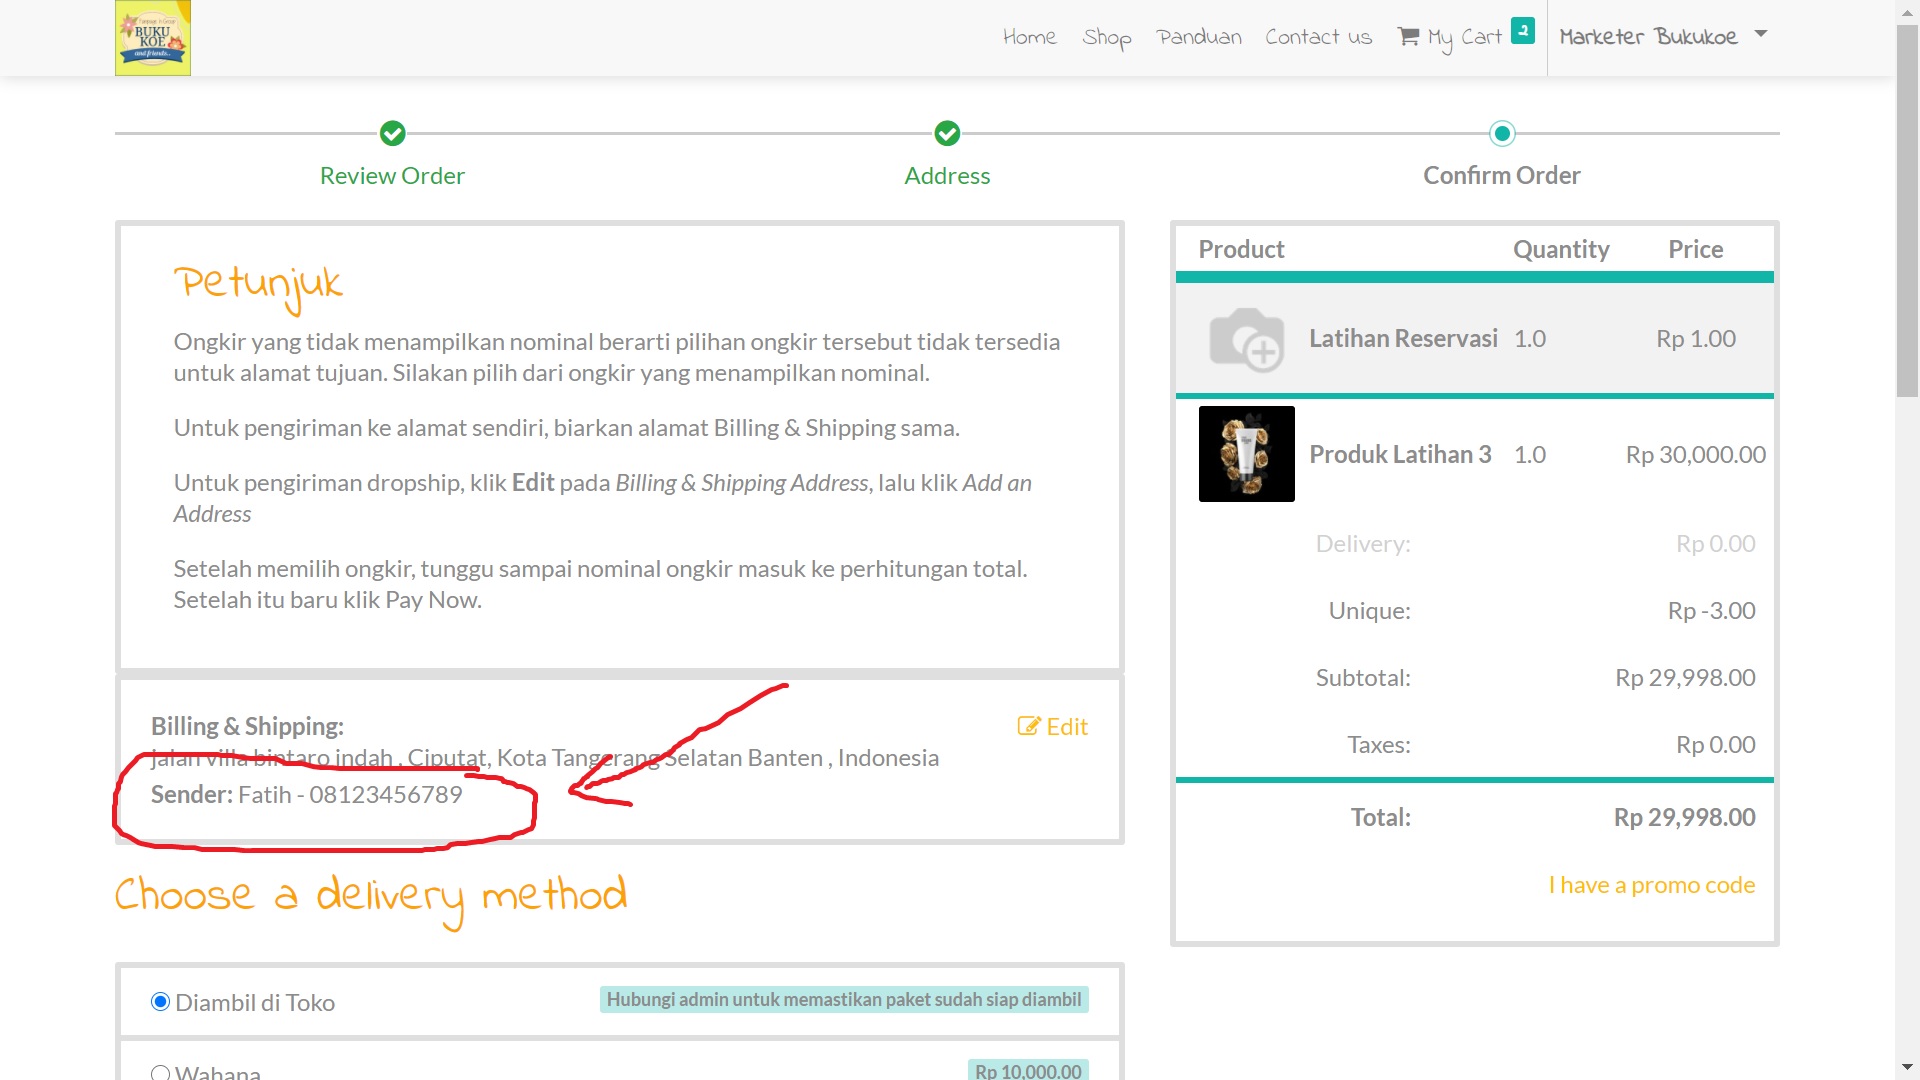 BUKU
KOE
and friends..
Home Shop Panduan Contact us My Cart 2 Marketer Bukukoe
Review Order Address Confirm Order
Petunjuk
Ongkir yang tidak menampilkan nominal berarti pilihan ongkir tersebut tidak tersedia
untuk alamat tujuan. Silakan pilih dari ongkir yang menampilkan nominal.
Untuk pengiriman ke alamat sendiri, biarkan alamat Billing & Shipping sama.
Untuk pengiriman dropship, klik Edit pada Billing & Shipping Address, lalu klik Add an
Address
Setelah memilih ongkir, tunggu sampai nominal ongkir masuk ke perhitungan total.
Setelah itu baru klik Pay Now.
Billing & Shipping:
Edit
jalan villa bintaro indah , Ciputat, Kota Tangerang Selatan Banten , Indonesia
Sender: Fatih - 08123456789
Choose a delivery method
Diambil di Toko Hubungi admin untuk memastikan paket sudah siap diambil
Wahana Rp 10,000.00
Product Quantity Price
Latihan Reservasi 1.0 Rp 1.00
Produk Latihan 3 1.0 Rp 30,000.00
Delivery: Rp 0.00
Unique: Rp -3.00
Subtotal: Rp 29,998.00
Taxes: Rp 0.00
Total: Rp 29,998.00
I have a promo code